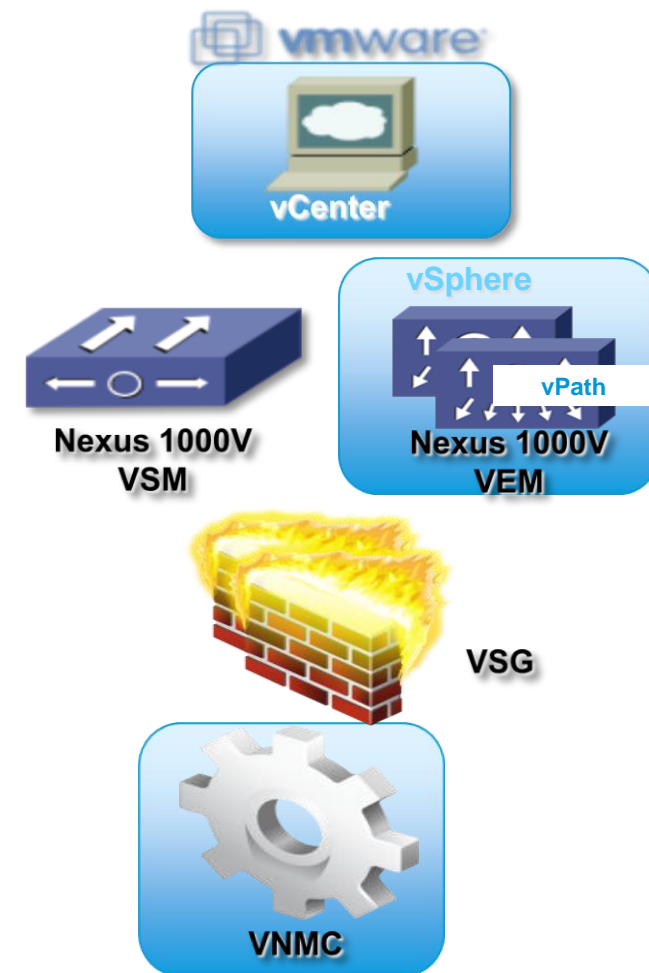 vmware
vCenter
vSphere
vPath
Nexus 1000V
VSM
Nexus 1000V
VEM
VSG
VNMC